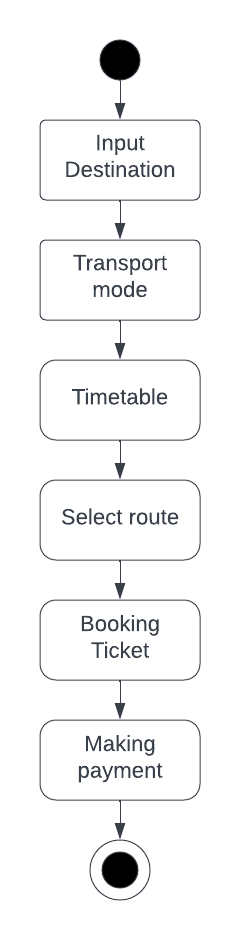 Input
Destination
Transport
mode
Timetable
Select route
Booking
Ticket
Making
payment